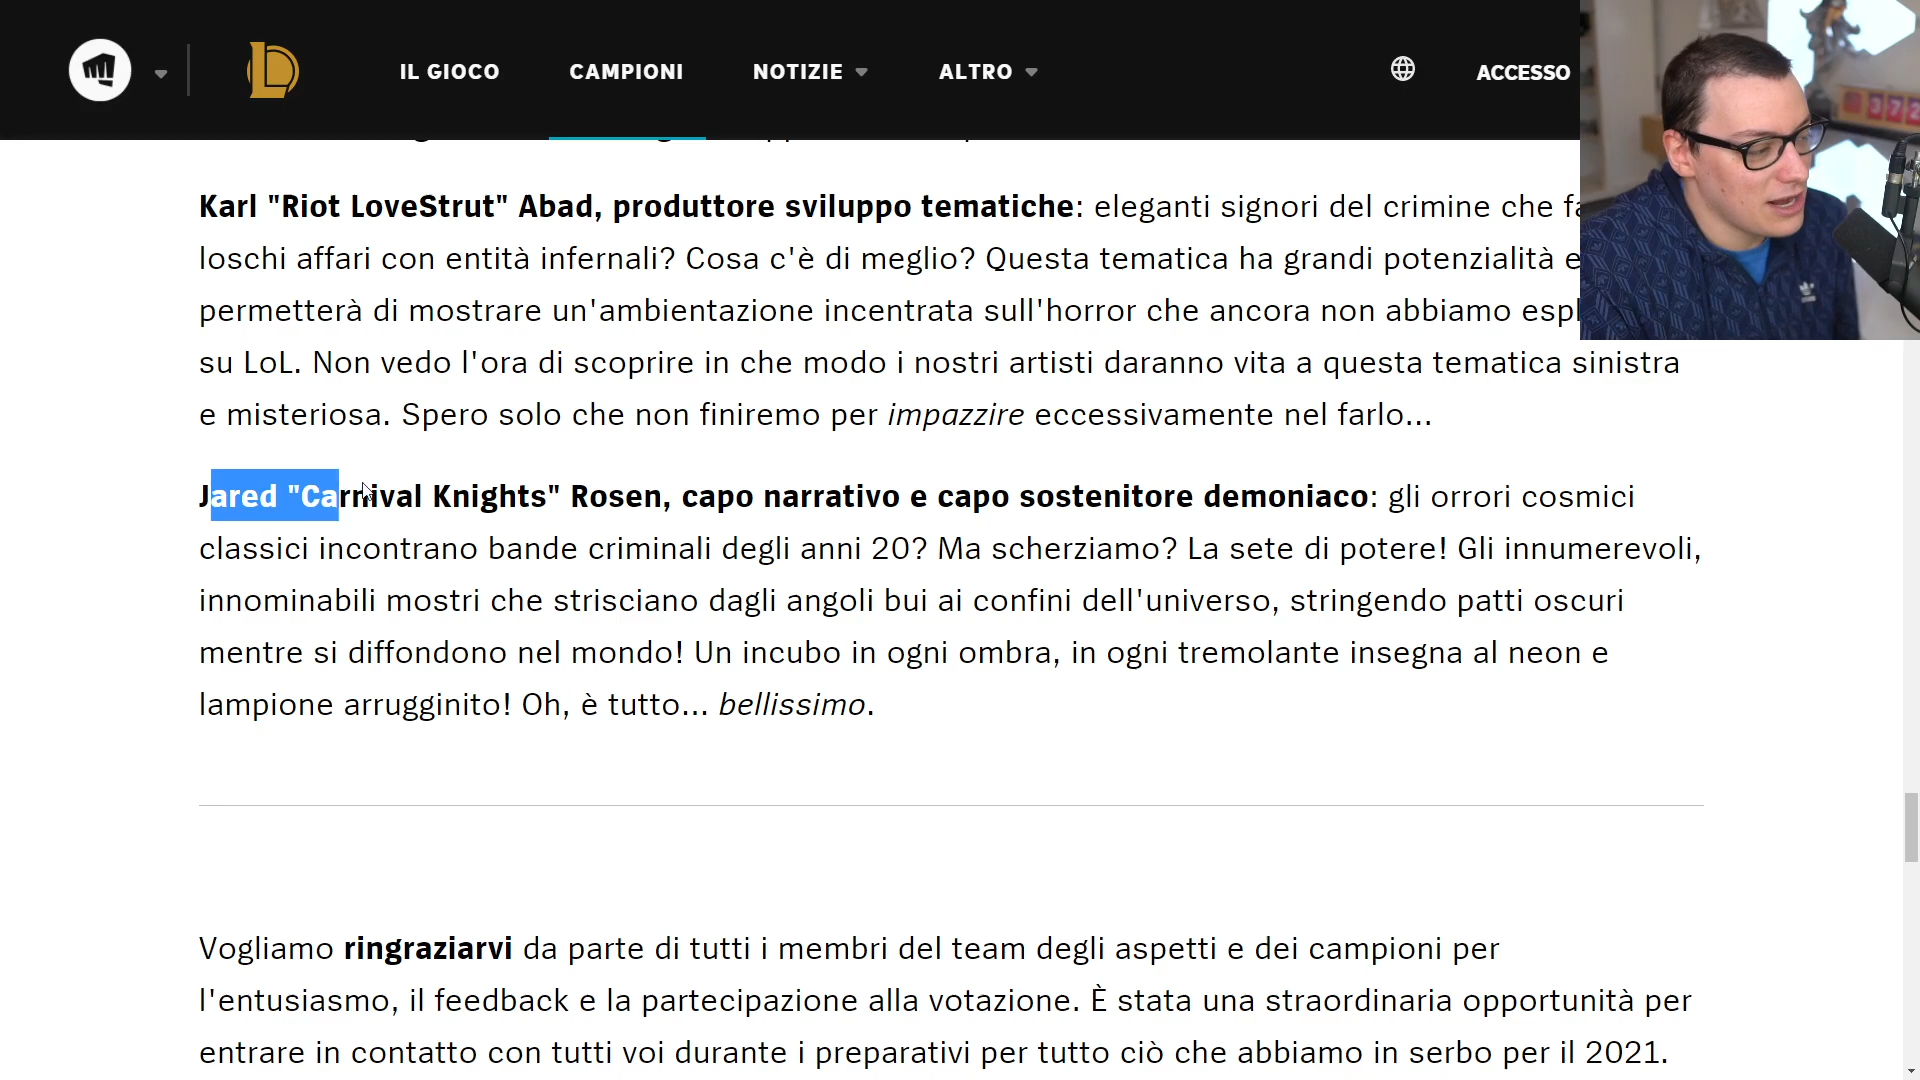 IL GIOCO CAMPIONI NOTIZIE ALTRO ACCESSO
Karl "Riot LoveStrut" Abad, produttore sviluppo tematiche: eleganti signori del crimine che
loschi affari con entità infernali? Cosa c'è di meglio? Questa tematica ha grandi potenzialità e
permetterà di mostrare un'ambientazione incentrata sull'horror che ancora non abbiamo
su LoL. Non vedo l'ora di scoprire in che modo i nostri artisti daranno vita a questa tematica sinistra
e misteriosa. Spero solo che non finiremo per impazzire eccessivamente nel farlo...
Jared "Carnival Knights" Rosen, capo narrativo e capo sostenitore demoniaco: gli orrori cosmici
classici incontrano bande criminali degli anni 20? Ma scherziamo? La sete di potere! Gli innumerevoli,
innominabili mostri che strisciano dagli angoli bui ai confini dell'universo, stringendo patti oscuri
mentre si diffondono nel mondo! Un incubo in ogni ombra, in ogni tremolante insegna al neon e
lampione arrugginito! Oh, è tutto... bellissimo.
Vogliamo ringraziarvi da parte di tutti i membri del team degli aspetti e dei campioni per
l'entusiasmo, il feedback e la partecipazione alla votazione. È stata una straordinaria opportunità per
entrare in contatto con tutti voi durante i preparativi per tutto ciò che abbiamo in serbo per il 2021.